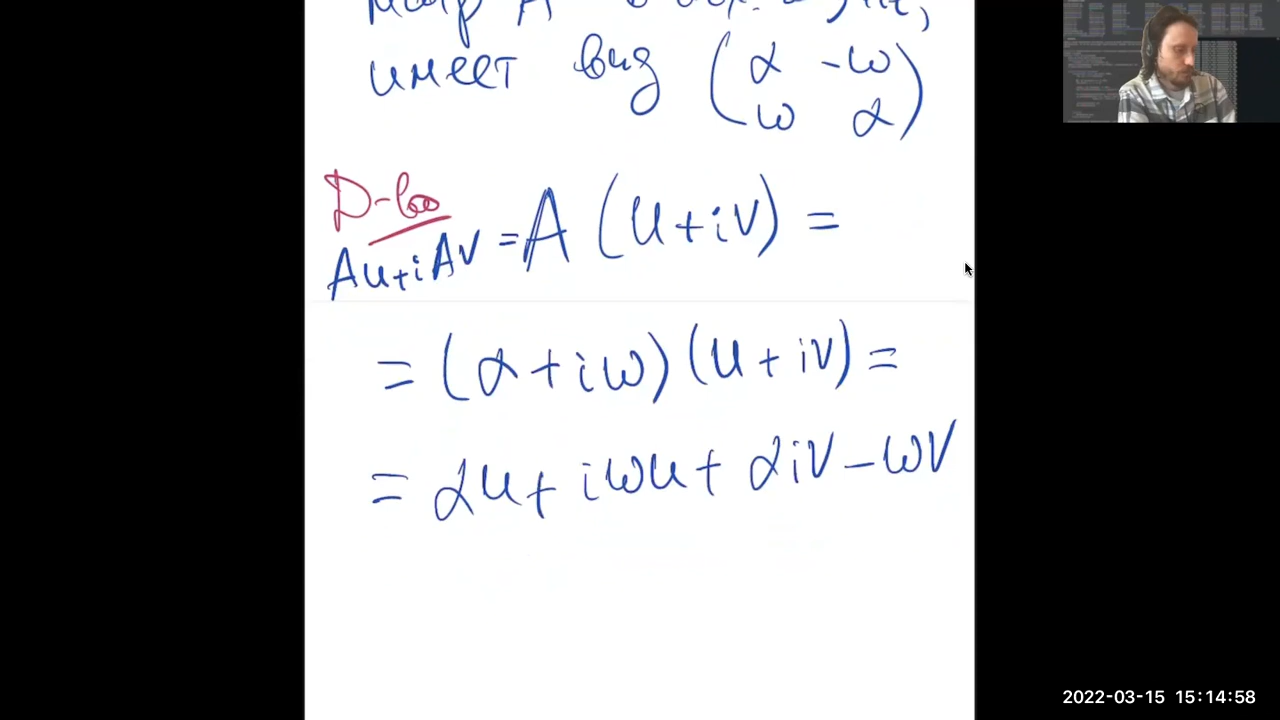 имеет вид ( α -ω
ω α )
Д-во
Au+iAv = A (u+iv) =
= (α+iω)(u+iv) =
= αu+iωu+αiv-ωv
2022-03-15 15:14:58